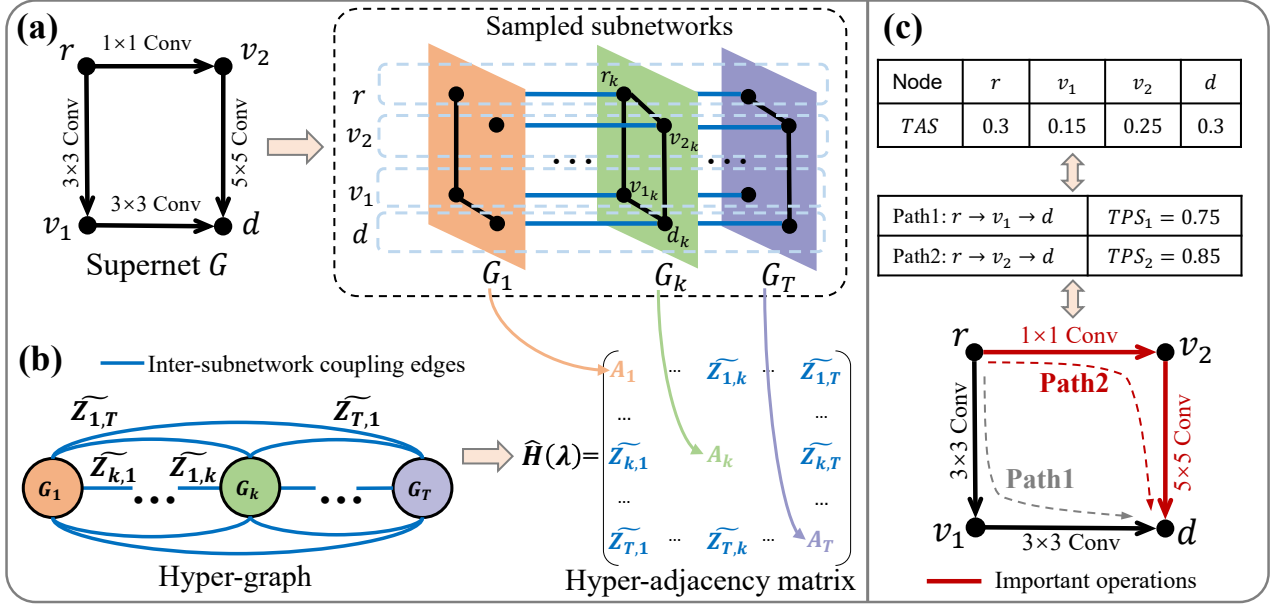 (a)
r
1×1 Conv
v₂
3×3 Conv
5×5 Conv
3×3 Conv
v₁
d
Supernet G
Sampled subnetworks
r
v₂
v₁
d
rₖ
v₂ₖ
v₁ₖ
dₖ
... ...
G₁
Gₖ
G_T
(b)
Inter-subnetwork coupling edges
Z̃₁,T
Z̃T,₁
Z̃k,₁
Z̃₁,k
G₁
...
Gₖ
...
G_T
Hyper-graph
Ĥ(λ)=
A₁ ... Z̃₁,k ... Z̃₁,T
... ...
Z̃k,₁ Aₖ Z̃k,T
... ...
Z̃T,₁ ... Z̃T,k ... A_T
Hyper-adjacency matrix
(c)
Node r v₁ v₂ d
TAS 0.3 0.15 0.25 0.3
Path1: r → v₁ → d TPS₁ = 0.75
Path2: r → v₂ → d TPS₂ = 0.85
r
1×1 Conv
v₂
Path2
3×3 Conv
5×5 Conv
Path1
v₁
3×3 Conv
d
Important operations